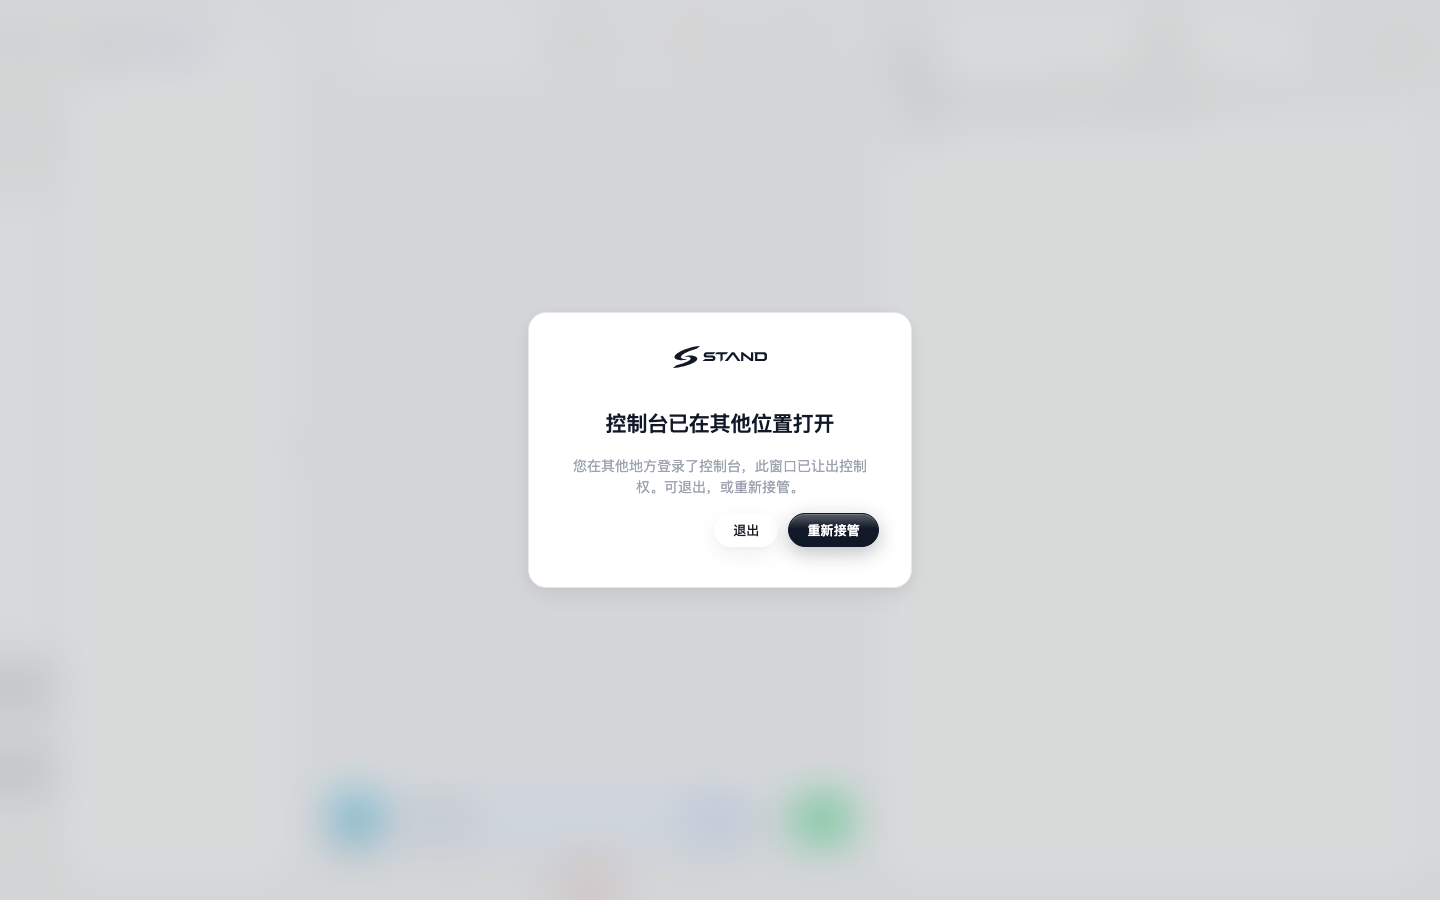 STAND
控制台已在其他位置打开
您在其他地方登录了控制台，此窗口已让出控制
权。可退出，或重新接管。
退出
重新接管